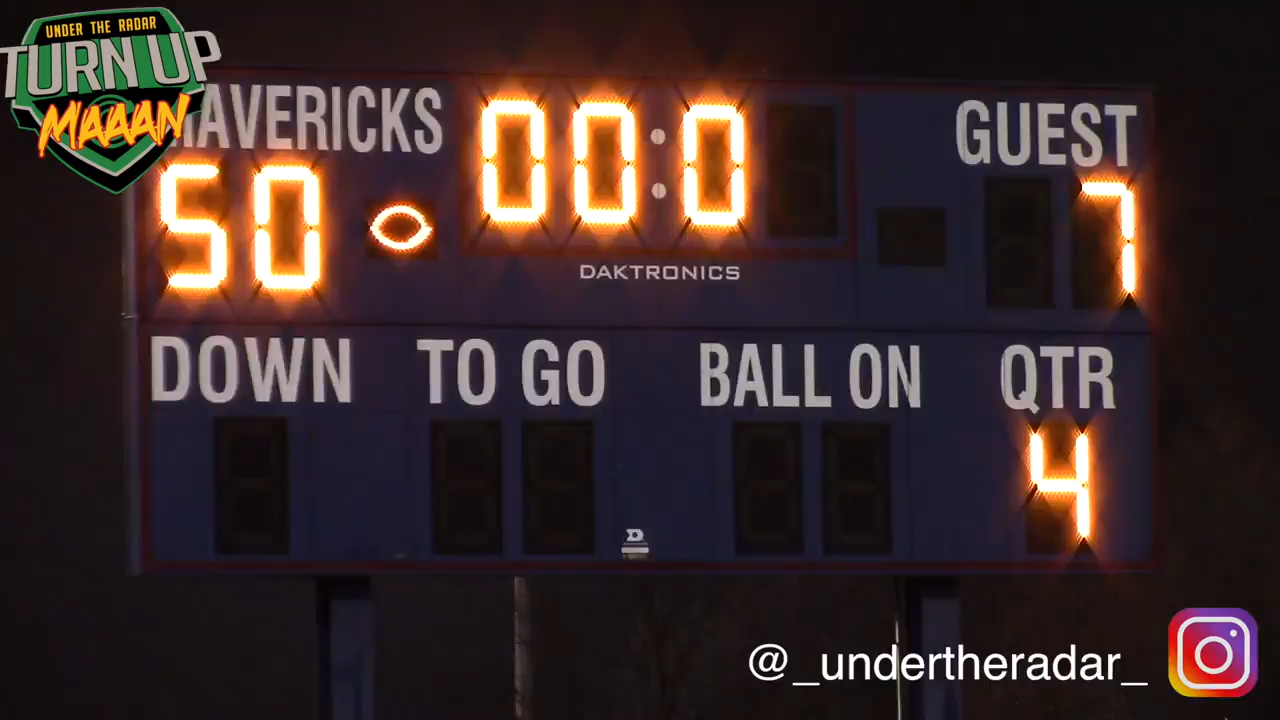 UNDER THE RADAR
TURN UP
MAAAN
MAVERICKS
00:0
GUEST
50
7
DAKTRONICS
DOWN
TO GO
BALL ON
QTR
4
@_undertheradar_